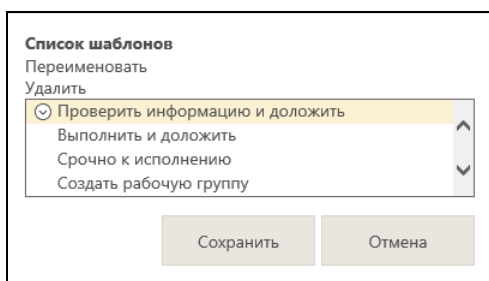 Список шаблонов
Переименовать
Удалить
Проверить информацию и доложить
Выполнить и доложить
Срочно к исполнению
Создать рабочую группу
Сохранить
Отмена